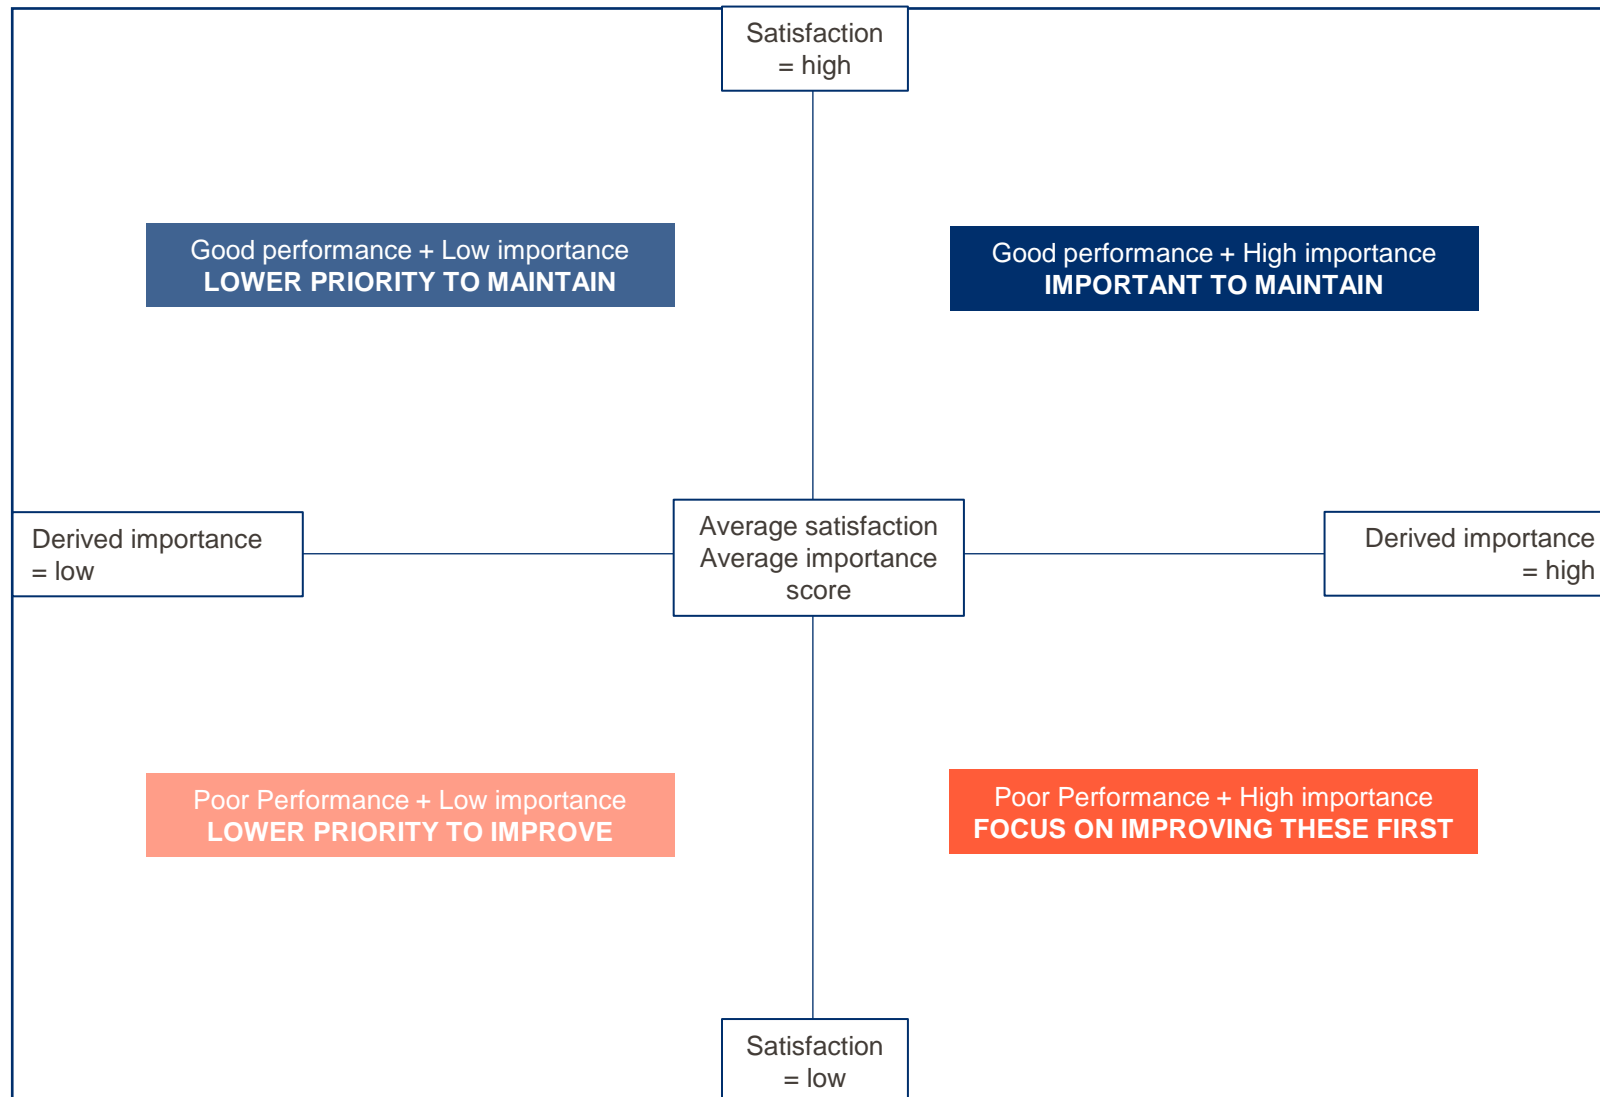 Satisfaction
= high
Good performance + Low importance
LOWER PRIORITY TO MAINTAIN
Good performance + High importance
IMPORTANT TO MAINTAIN
Derived importance
= low
Average satisfaction
Average importance
score
Derived importance
= high
Poor Performance + Low importance
LOWER PRIORITY TO IMPROVE
Poor Performance + High importance
FOCUS ON IMPROVING THESE FIRST
Satisfaction
= low